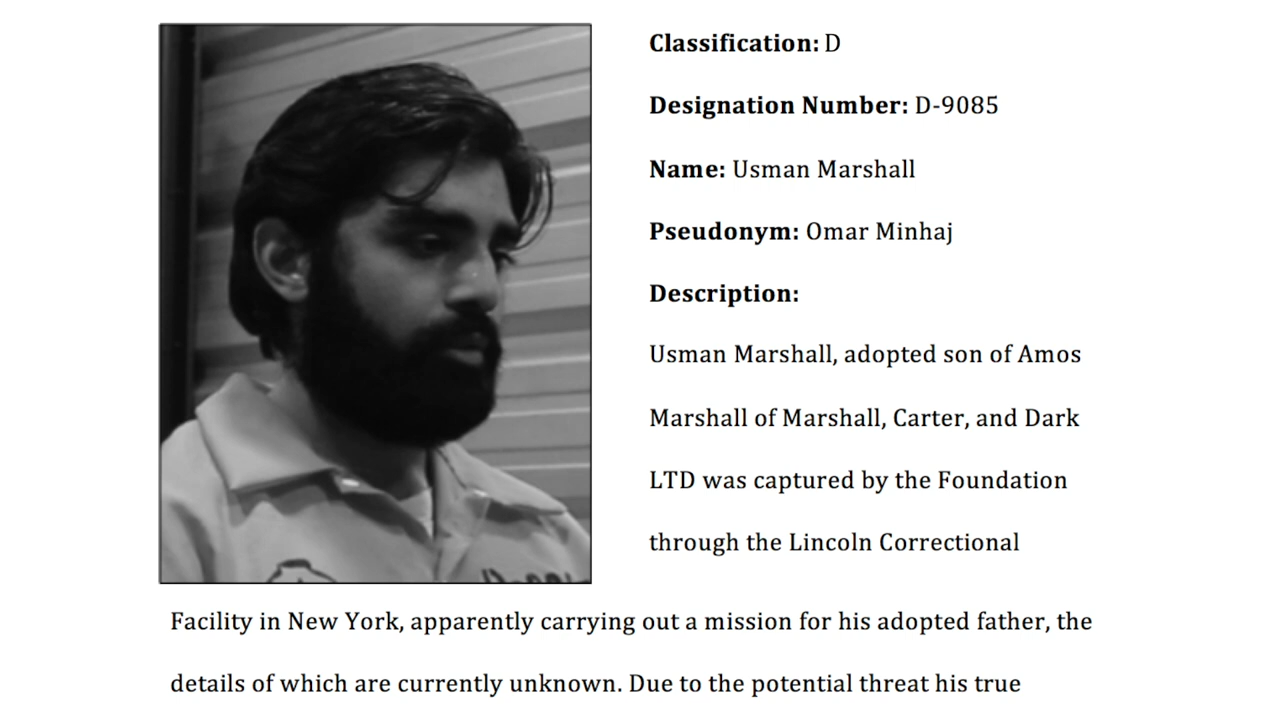 Classification: D
Designation Number: D-9085
Name: Usman Marshall
Pseudonym: Omar Minhaj
Description:
Usman Marshall, adopted son of Amos
Marshall of Marshall, Carter, and Dark
LTD was captured by the Foundation
through the Lincoln Correctional
Facility in New York, apparently carrying out a mission for his adopted father, the
details of which are currently unknown. Due to the potential threat his true